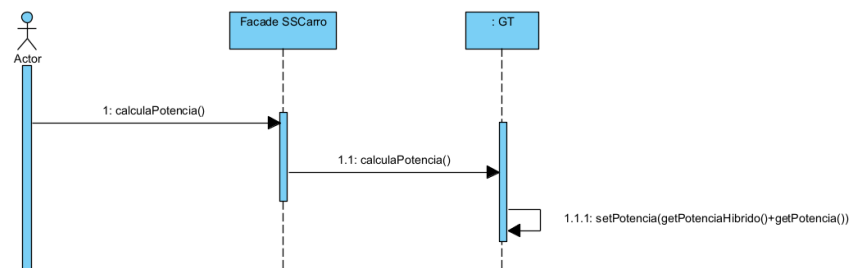 Facade SSCarro
: GT
Actor
1: calculaPotencia()
1.1: calculaPotencia()
1.1.1: setPotencia(getPotenciaHibrido()+getPotencia())